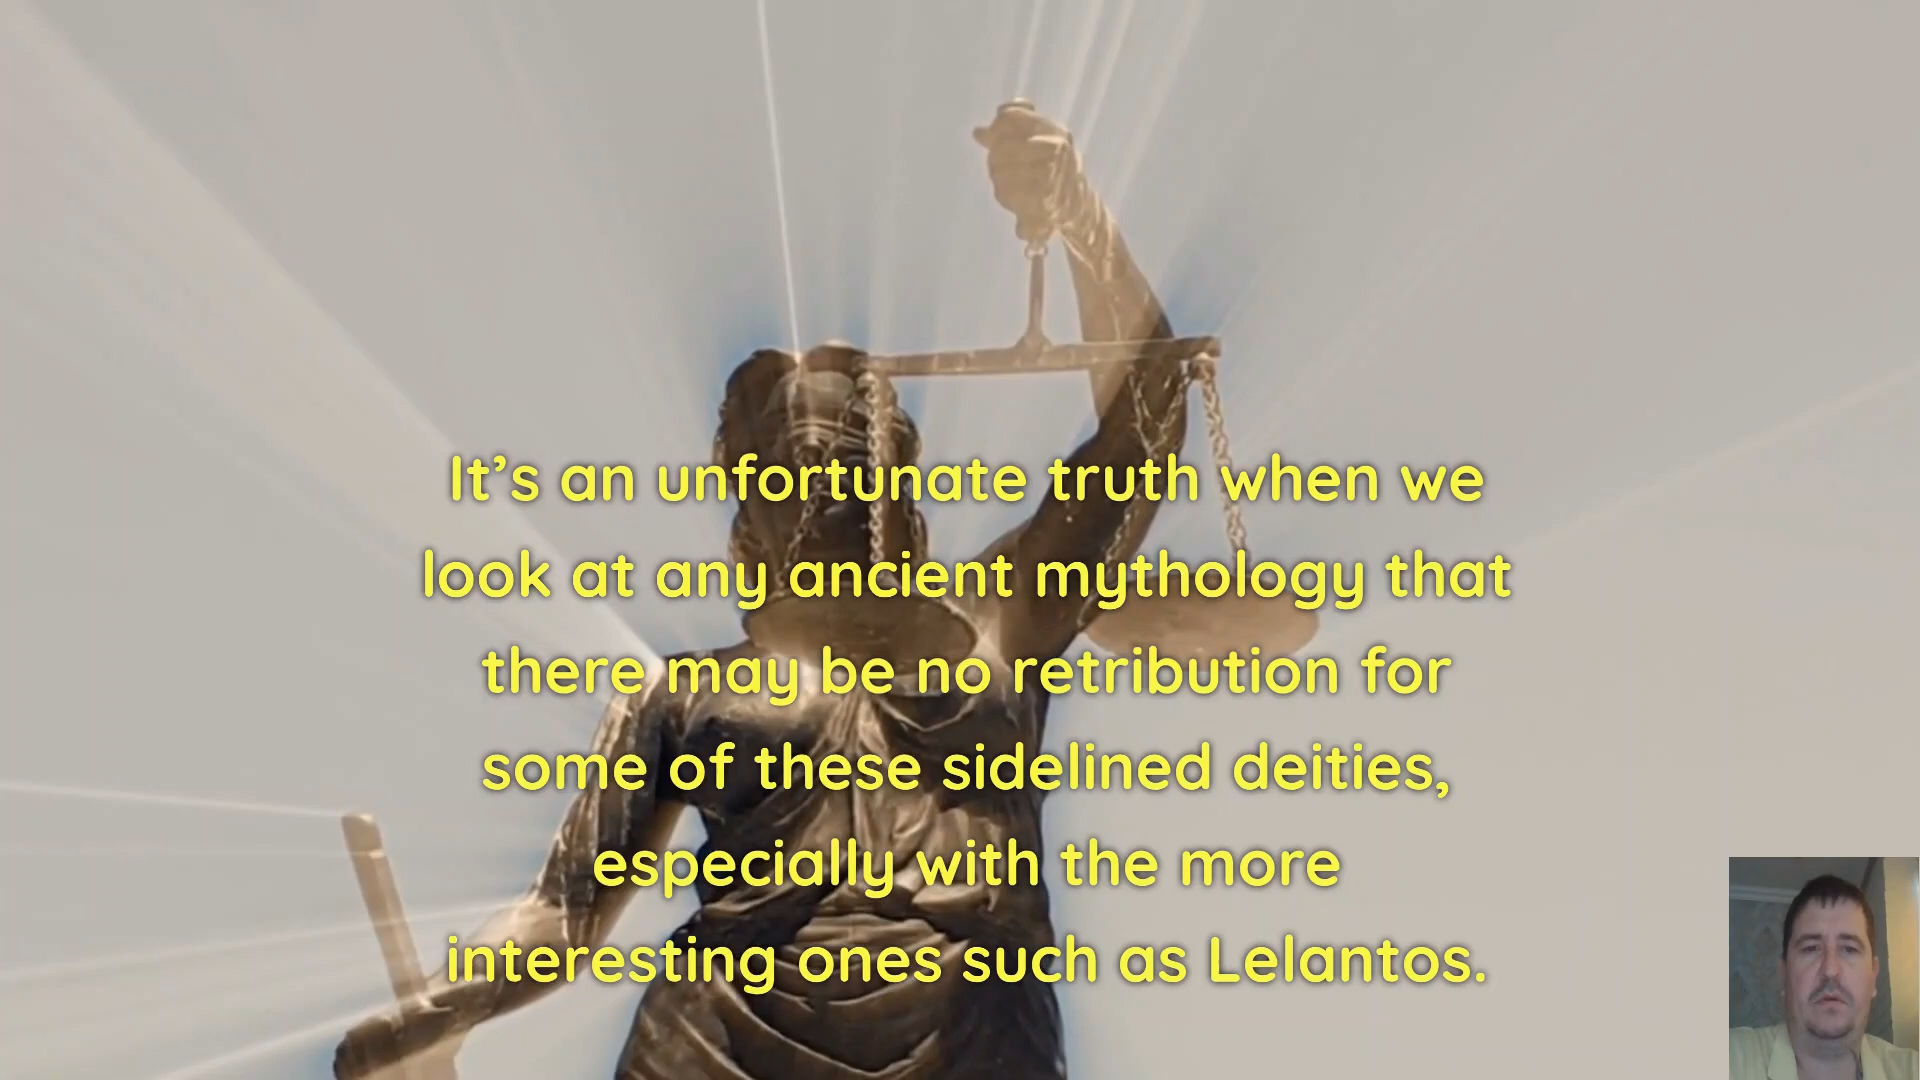 It’s an unfortunate truth when we
look at any ancient mythology that
there may be no retribution for
some of these sidelined deities,
especially with the more
interesting ones such as Lelantos.